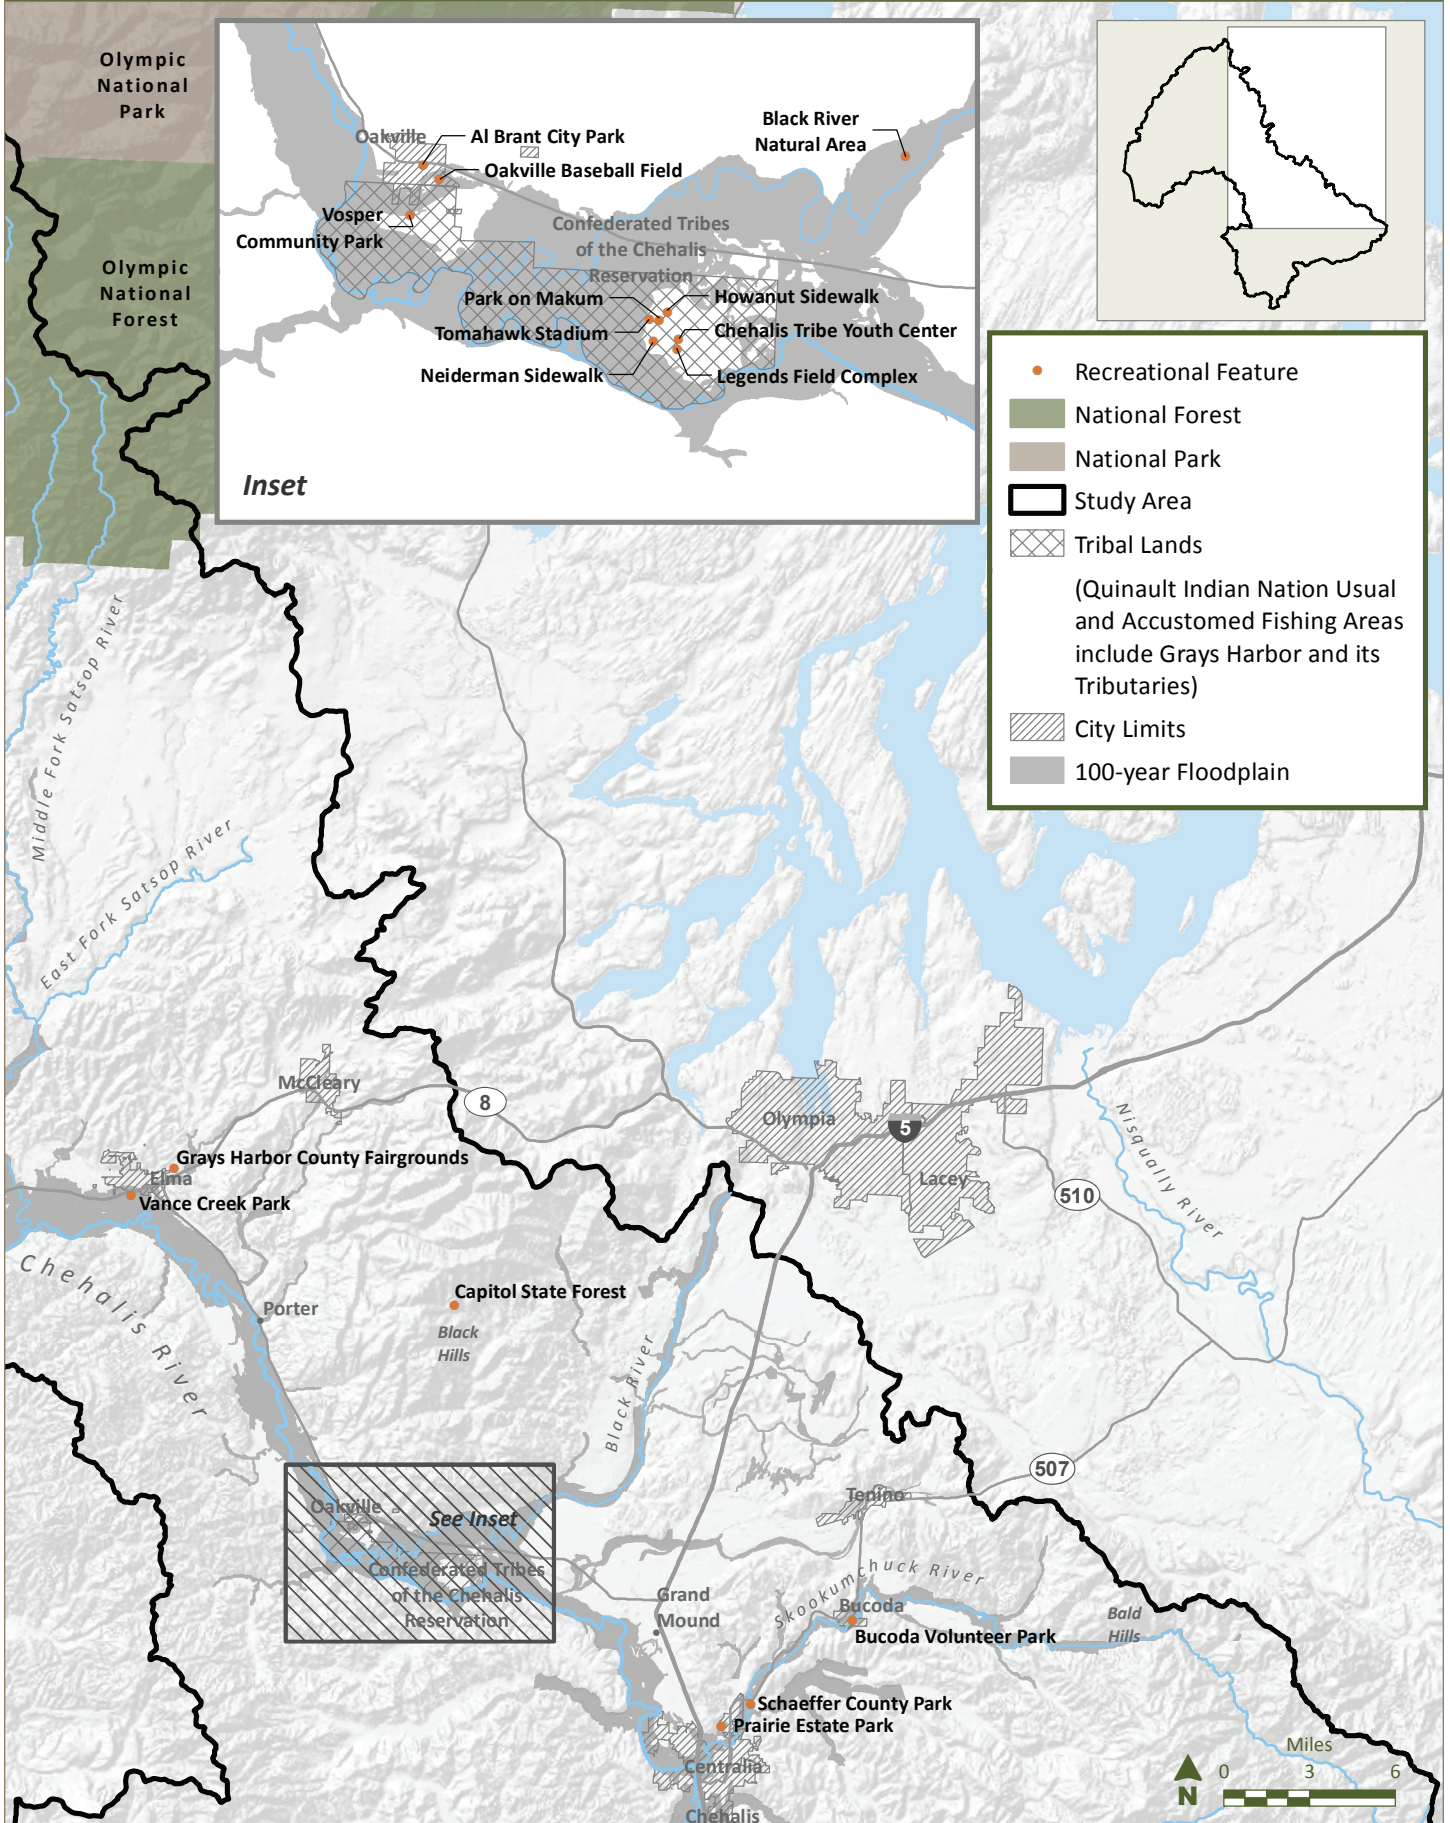 Olympic
National
Park
Olympic
National
Forest
Oakville
Al Brant City Park
Oakville Baseball Field
Vosper
Community Park
Black River
Natural Area
Confederated Tribes
of the Chehalis
Reservation
Park on Makum
Howanut Sidewalk
Tomahawk Stadium
Chehalis Tribe Youth Center
Neiderman Sidewalk
Legends Field Complex
Inset
Recreational Feature
National Forest
National Park
Study Area
Tribal Lands
(Quinault Indian Nation Usual
and Accustomed Fishing Areas
include Grays Harbor and its
Tributaries)
City Limits
100-year Floodplain
Middle Fork Satsop River
East Fork Satsop River
McCleary
8
Olympia
5
Lacey
510
Nisqually River
Grays Harbor County Fairgrounds
Elma
Vance Creek Park
Chehalis River
Porter
Capitol State Forest
Black
Hills
Black River
507
Tenino
Oakville
See Inset
Confederated Tribes
of the Chehalis
Reservation
Grand
Mound
Skookumchuck River
Bucoda
Bucoda Volunteer Park
Bald
Hills
Schaeffer County Park
Prairie Estate Park
Centralia
Chehalis
Miles
0 3 6
N